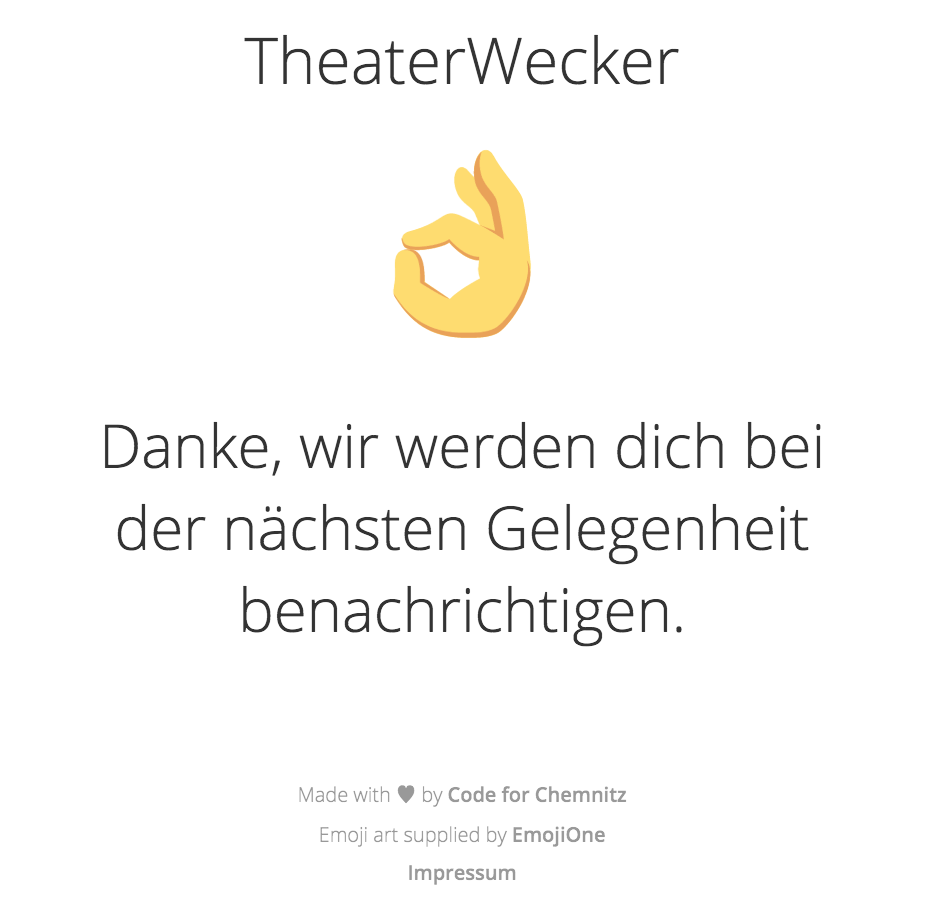 TheaterWecker
Danke, wir werden dich bei
der nächsten Gelegenheit
benachrichtigen.
Made with ♥ by Code for Chemnitz
Emoji art supplied by EmojiOne
Impressum